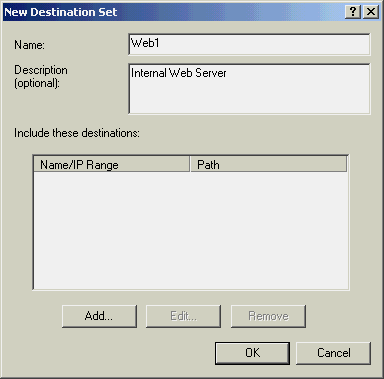 New Destination Set
Name:
Web1
Description
(optional):
Internal Web Server
Include these destinations:
Name/IP Range
Path
Add...
Edit...
Remove
OK
Cancel